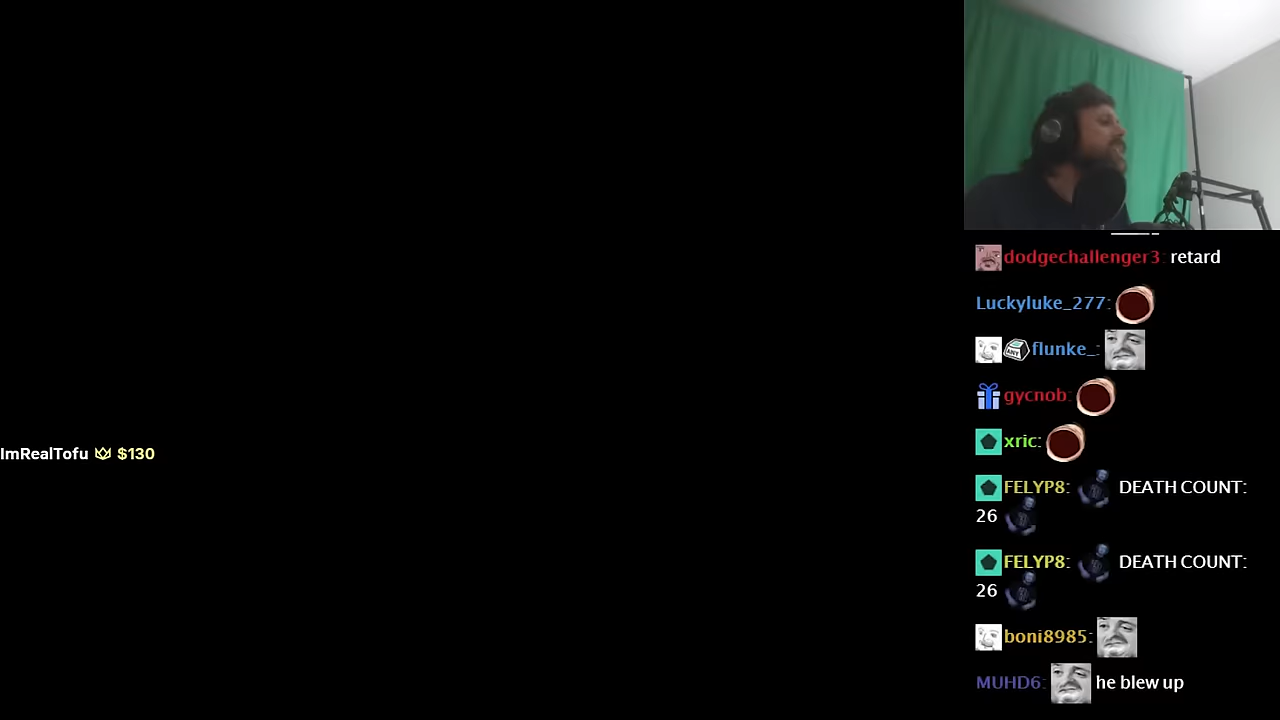 dodgechallenger3: retard
Luckyluke_277:
ANY flunke_:
gycnob:
ImRealTofu $130
xric:
FELYP8: DEATH COUNT:
26
FELYP8: DEATH COUNT:
26
boni8985:
MUHD6: he blew up